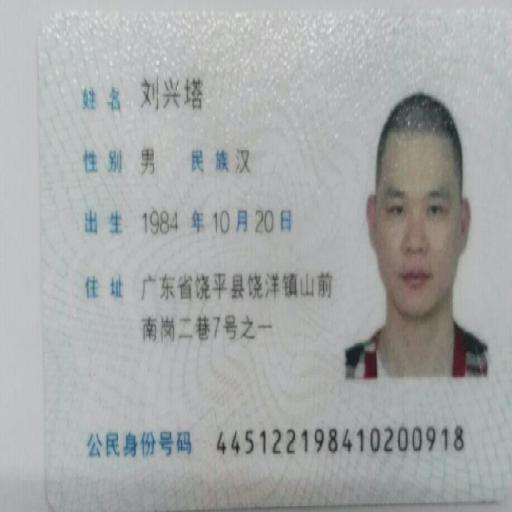 姓名 刘兴塔
性别 男 民族 汉
出生 1984 年 10 月 20 日
住址 广东省饶平县饶洋镇山前
南岗二巷7号之一
公民身份号码 445122198410200918